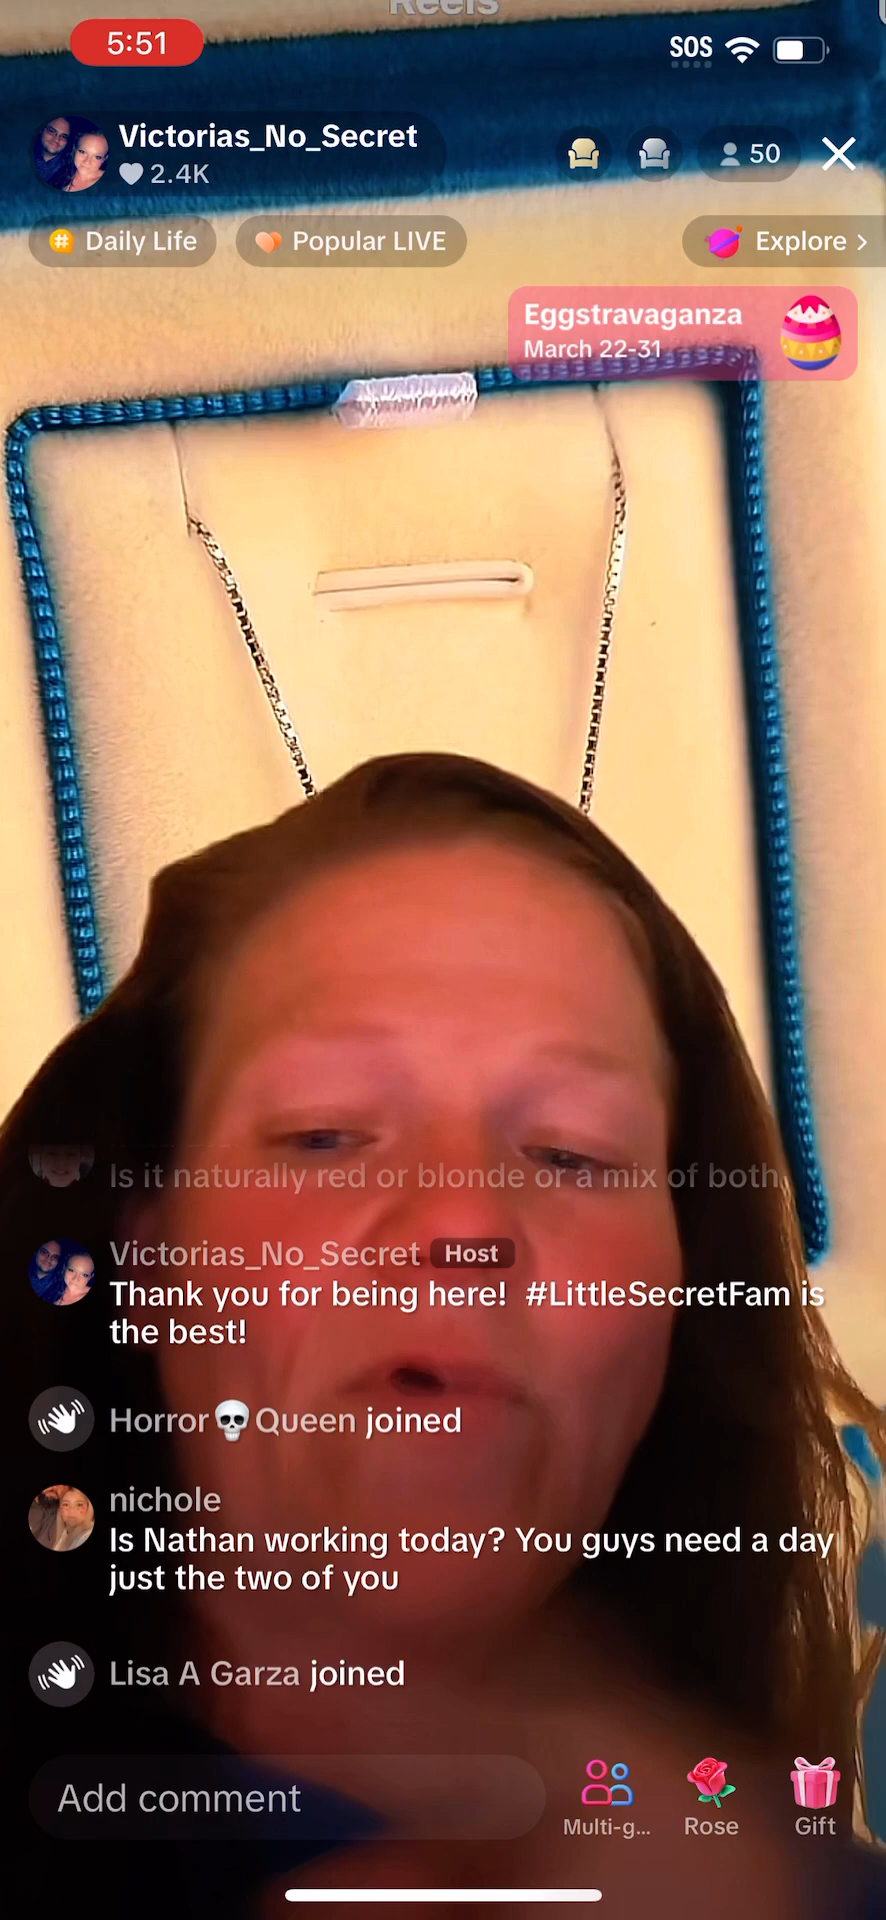 Reels
5:51
SOS
Victorias_No_Secret
2.4K
50
Daily Life
Popular LIVE
Explore >
Eggstravaganza
March 22-31
Is it naturally red or blonde or a mix of both
Victorias_No_Secret Host
Thank you for being here! #LittleSecretFam is
the best!
Horror💀Queen joined
nichole
Is Nathan working today? You guys need a day
just the two of you
Lisa A Garza joined
Add comment
Multi-g...
Rose
Gift